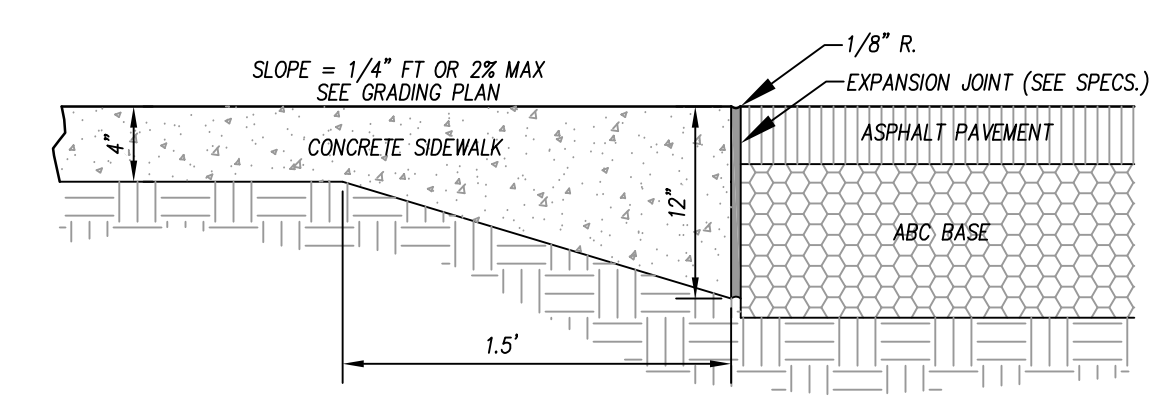 1/8" R.
SLOPE = 1/4" FT OR 2% MAX
SEE GRADING PLAN
EXPANSION JOINT (SEE SPECS.)
4"
CONCRETE SIDEWALK
ASPHALT PAVEMENT
12"
ABC BASE
1.5'